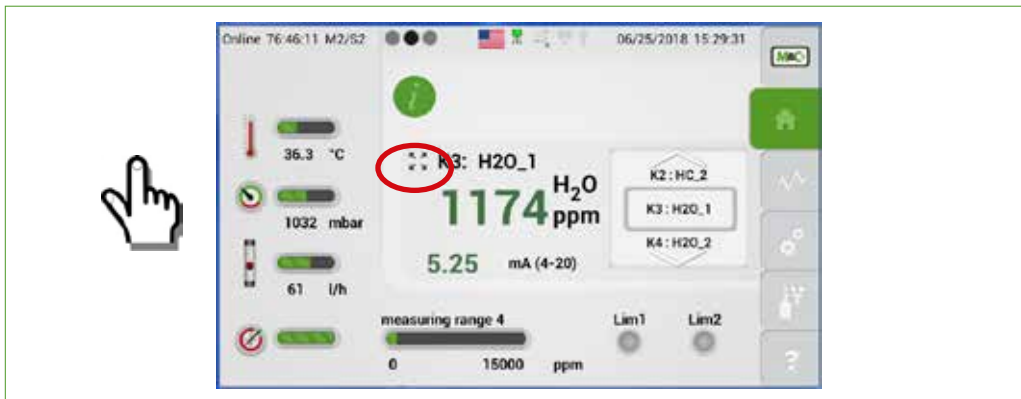 Online 76:46:11 M2/S2 06/25/2018 15:29:31
MRC
i
36.3 °C
K3: H2O_1
1174 H₂O ppm
K2:HC_2
K3:H2O_1
K4:H2O_2
1032 mbar
5.25 mA (4-20)
61 l/h
measuring range 4
Lim1 Lim2
0 15000 ppm
?